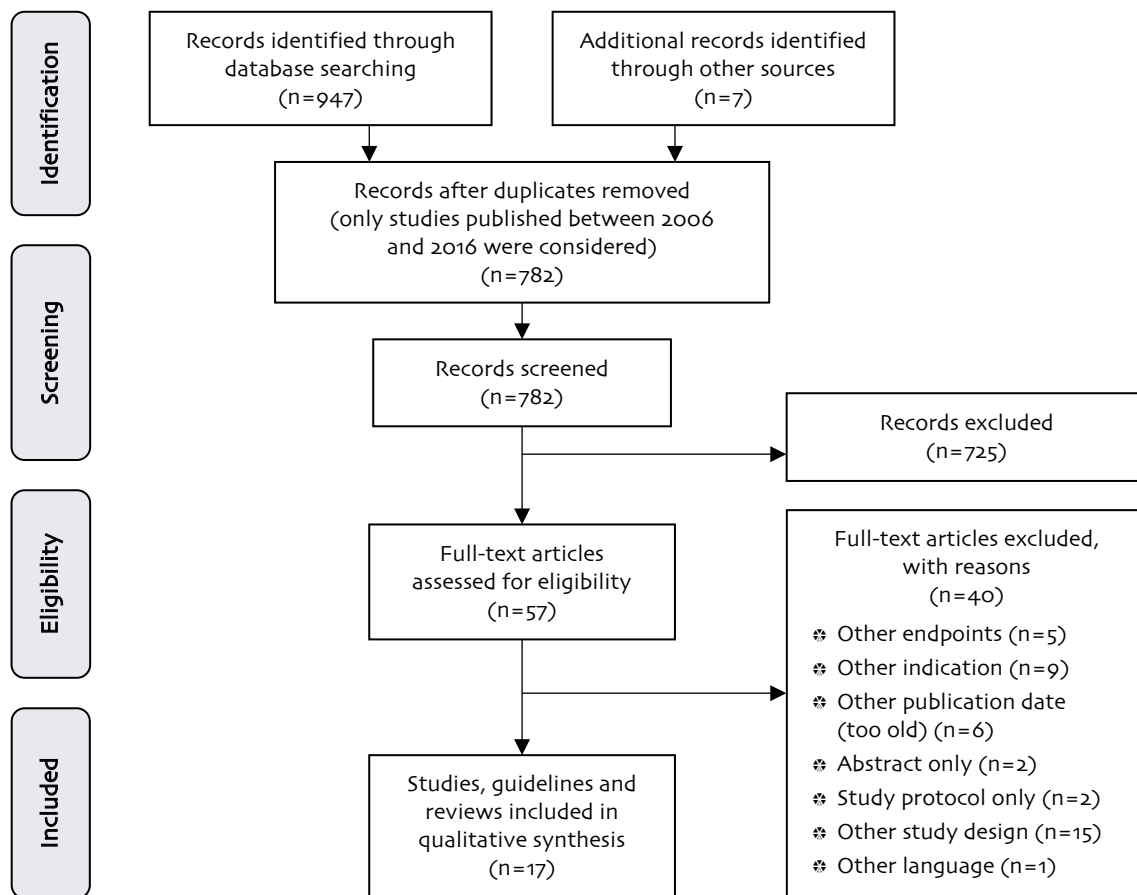 Identification
Records identified through
database searching
(n=947)
Additional records identified
through other sources
(n=7)
Records after duplicates removed
(only studies published between 2006
and 2016 were considered)
(n=782)
Screening
Records screened
(n=782)
Records excluded
(n=725)
Eligibility
Full-text articles
assessed for eligibility
(n=57)
Full-text articles excluded,
with reasons
(n=40)
Other endpoints (n=5)
Other indication (n=9)
Other publication date
(too old) (n=6)
Abstract only (n=2)
Study protocol only (n=2)
Other study design (n=15)
Other language (n=1)
Included
Studies, guidelines and
reviews included in
qualitative synthesis
(n=17)